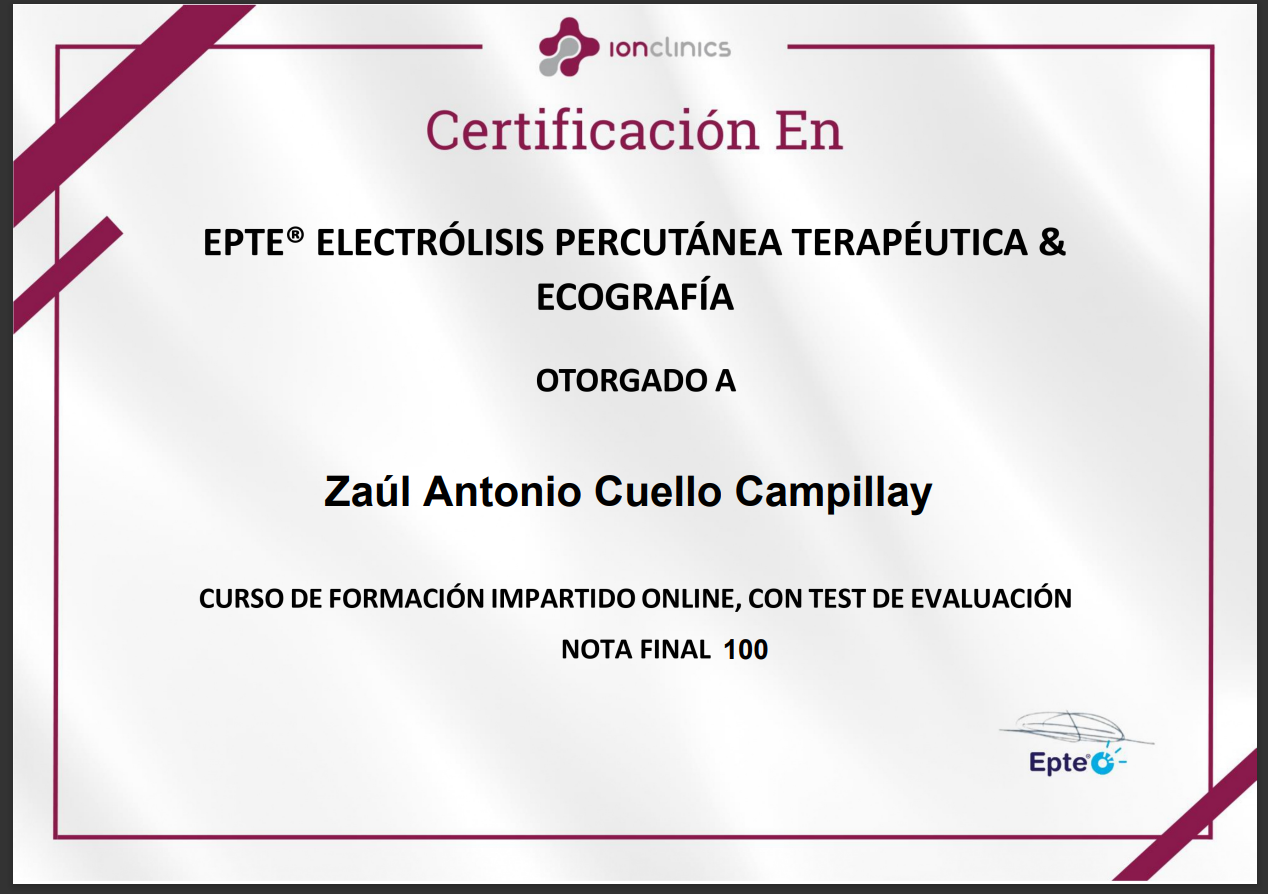 ionclinics
Certificación En
EPTE® ELECTRÓLISIS PERCUTÁNEA TERAPÉUTICA &
ECOGRAFÍA
OTORGADO A
Zaúl Antonio Cuello Campillay
CURSO DE FORMACIÓN IMPARTIDO ONLINE, CON TEST DE EVALUACIÓN
NOTA FINAL 100
Epte®